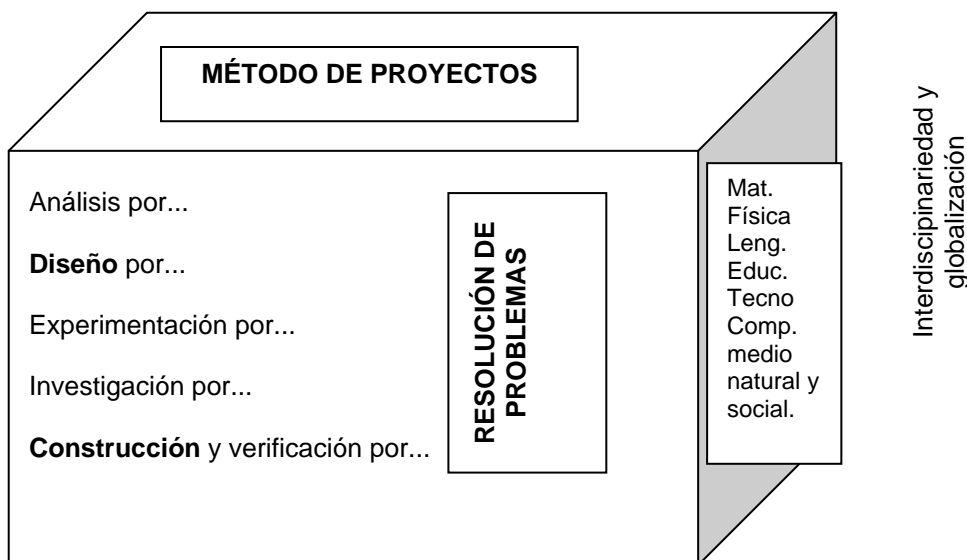 MÉTODO DE PROYECTOS
Análisis por...
Diseño por...
Experimentación por...
Investigación por...
Construcción y verificación por...
RESOLUCIÓN DE
PROBLEMAS
Mat.
Física
Leng.
Educ.
Tecno
Comp.
medio
natural y
social.
Interdiscipinariedad y
globalización